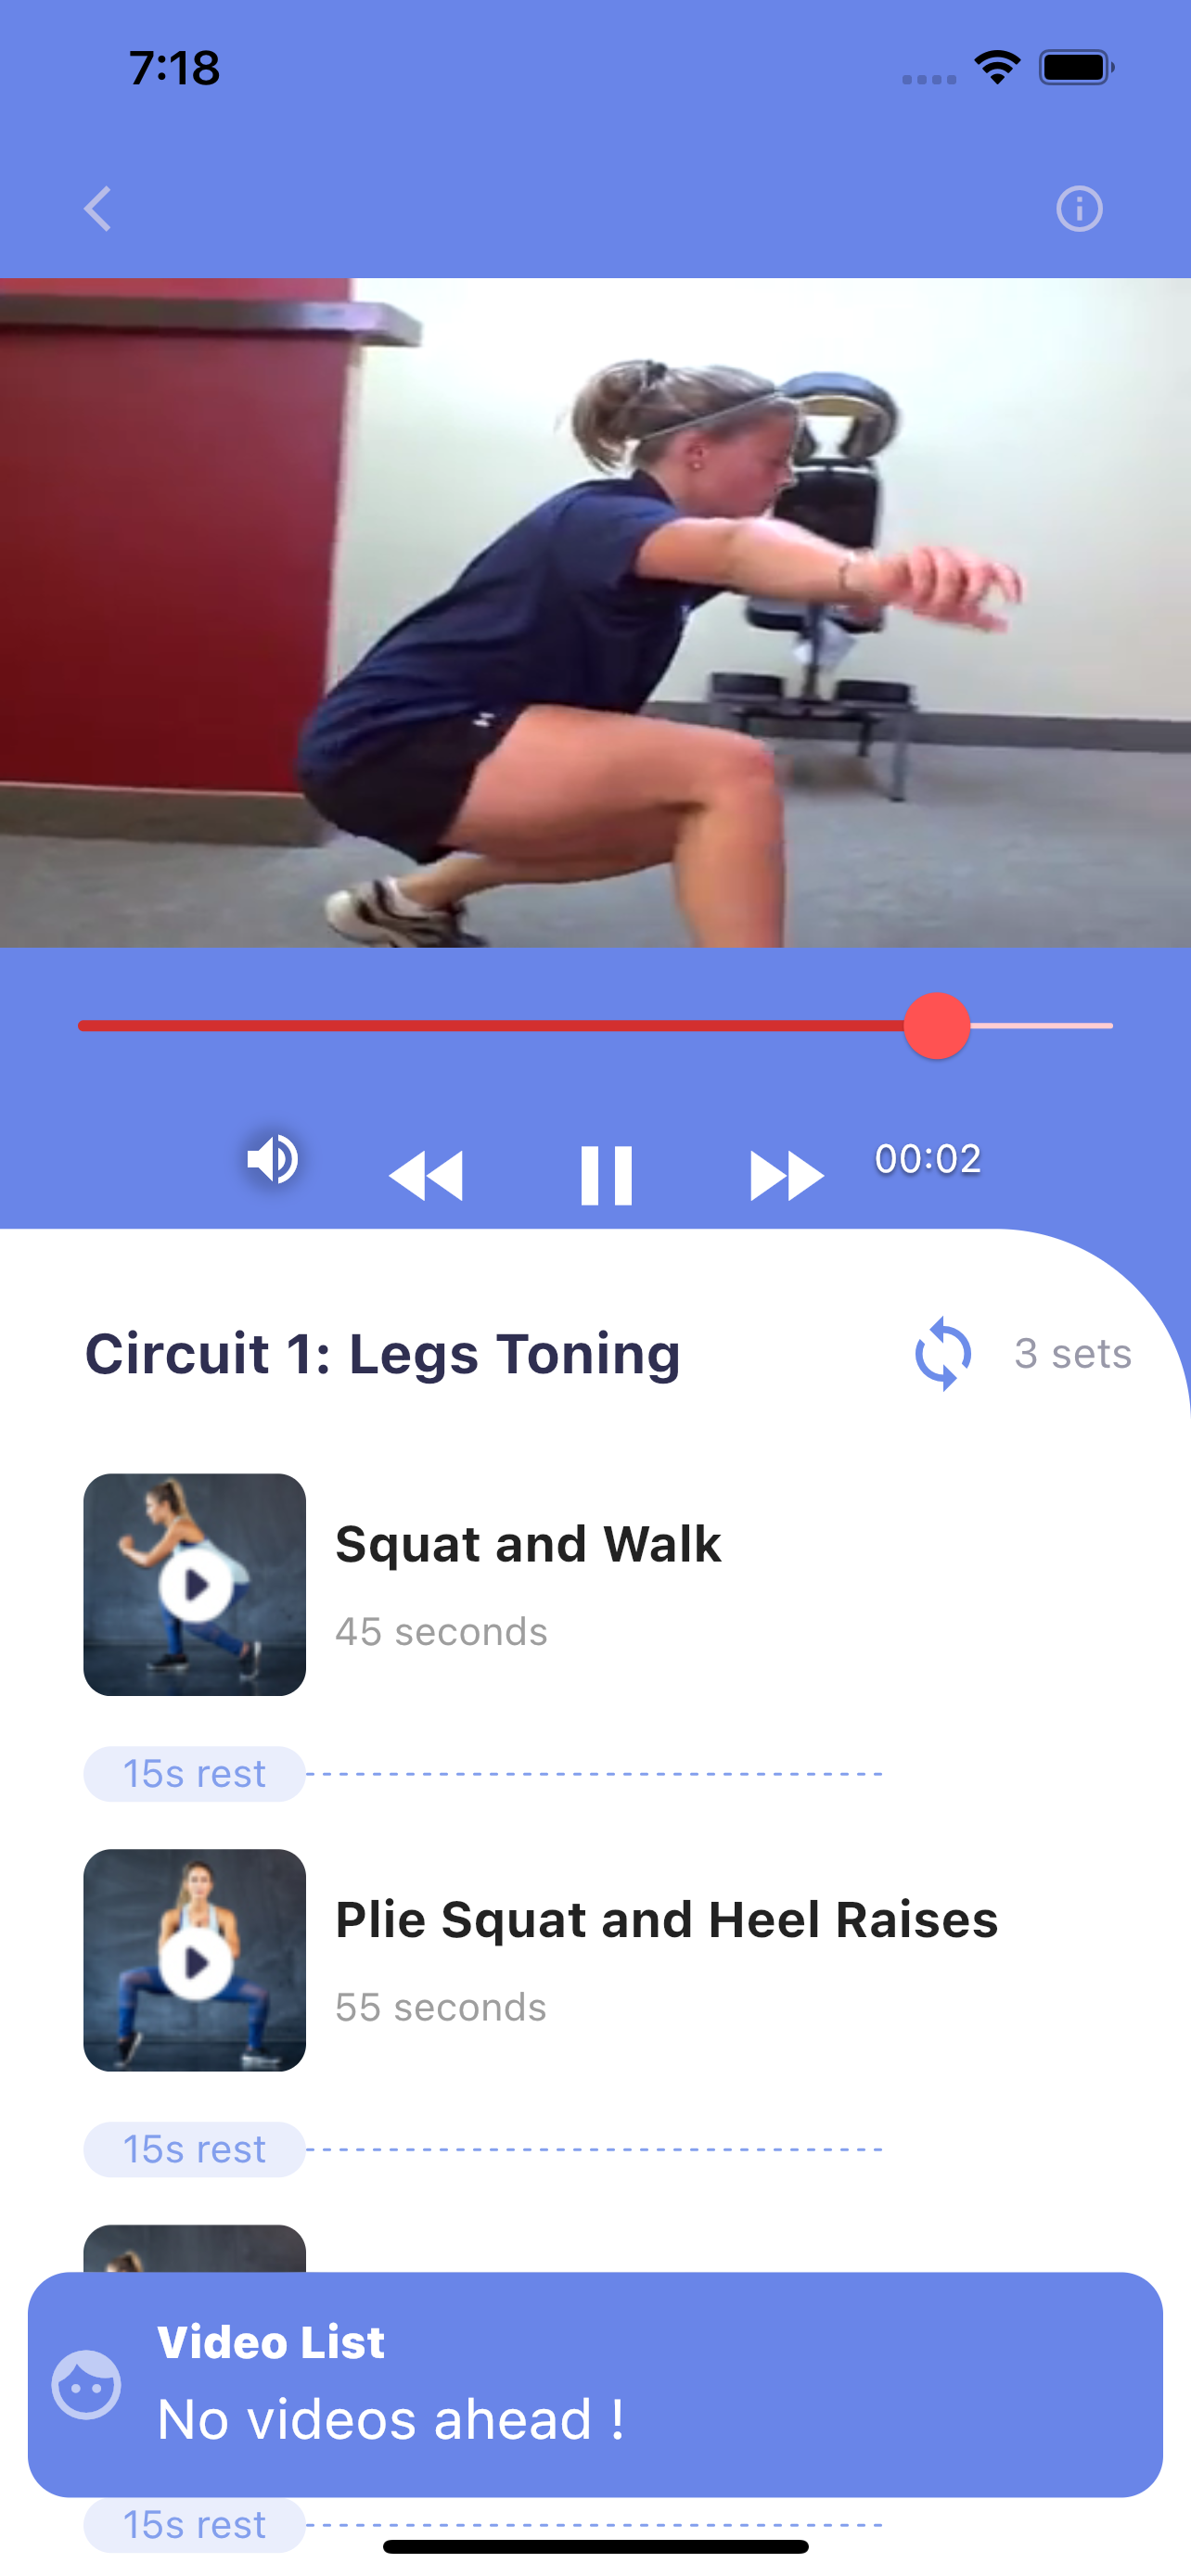 7:18
00:02
Circuit 1: Legs Toning
3 sets
Squat and Walk
45 seconds
15s rest
Plie Squat and Heel Raises
55 seconds
15s rest
Video List
No videos ahead !
15s rest